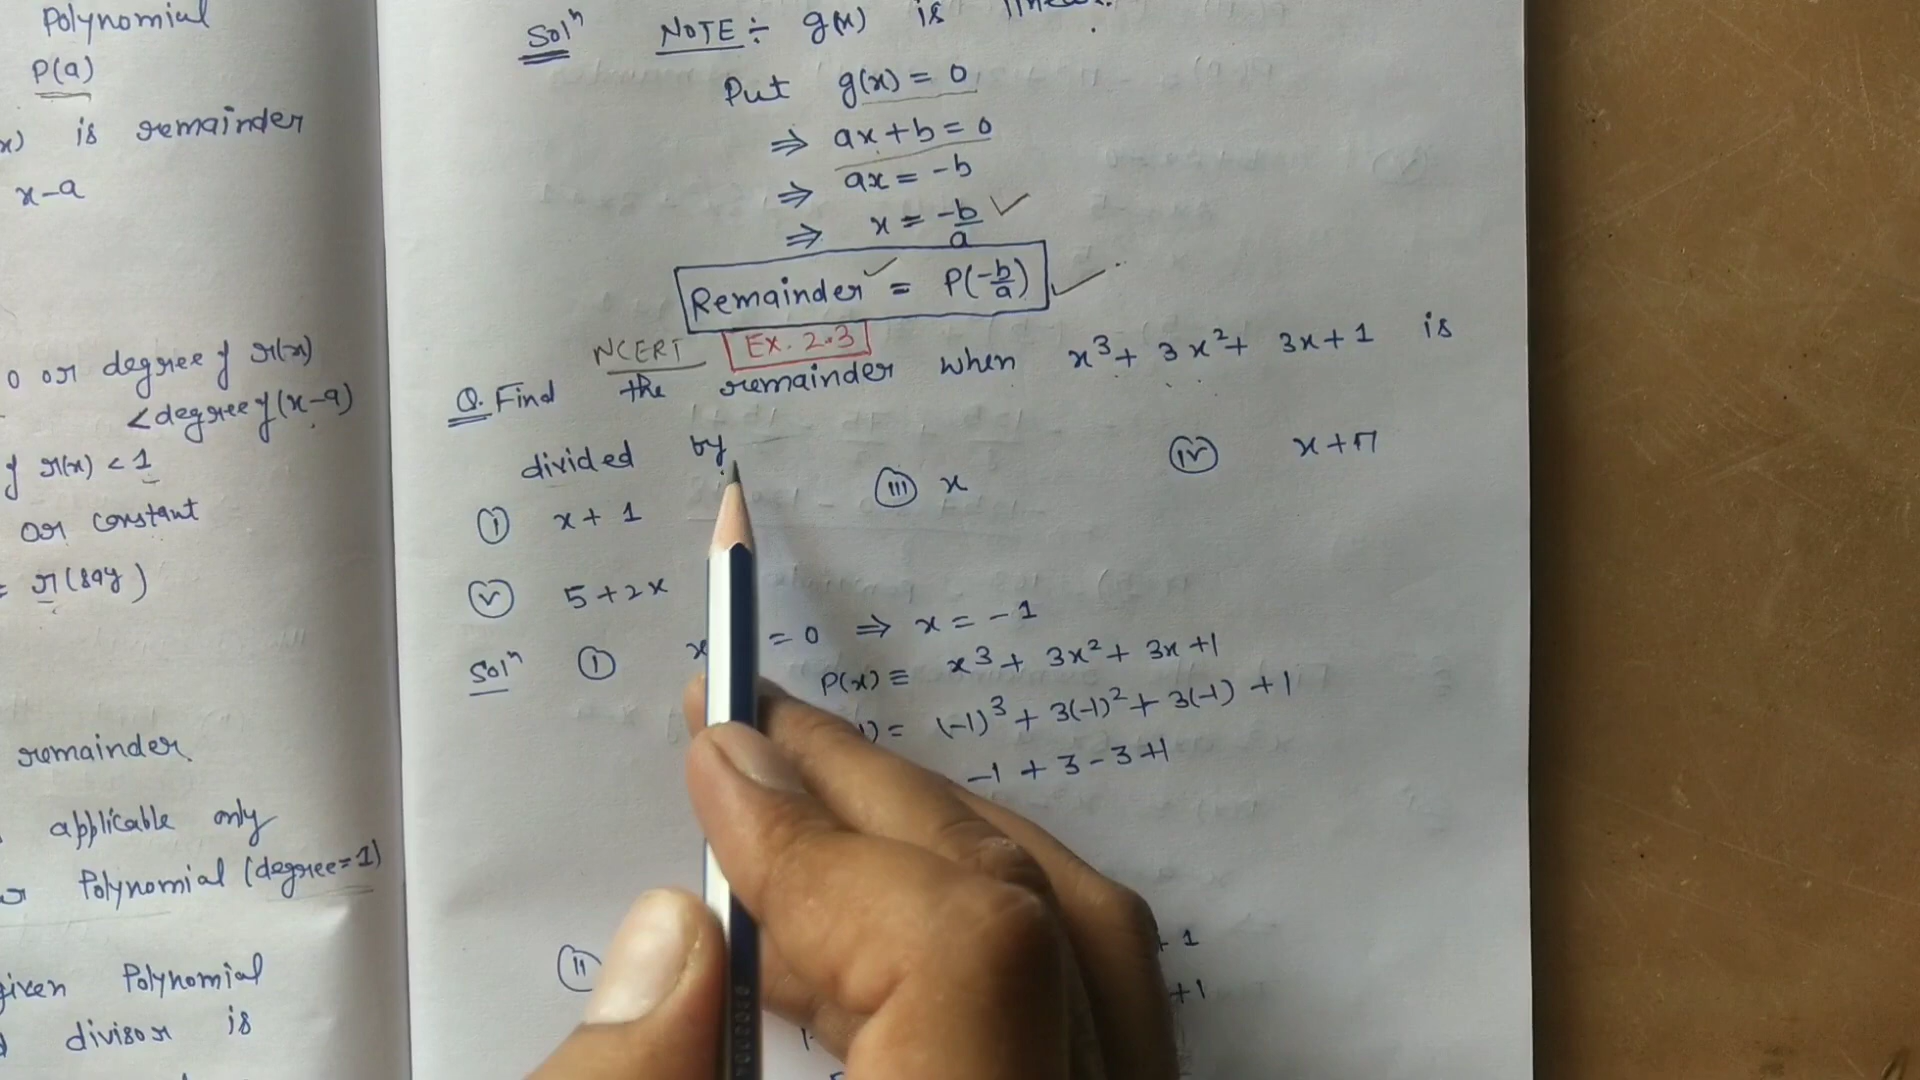 Polynomial
P(a)
x) is remainder
x-a
0 or degree of r(x)
< degree of (x-a)
of r(x) < 1
or constant
= r (say)
remainder
applicable only
Polynomial (degree=1)
given Polynomial
divisor is
Solⁿ NOTE ÷ g(x) is
Put g(x) = 0
⇒ ax+b = 0
⇒ ax = -b
⇒ x = -b/a ✓
Remainder ✓ = P(-b/a) ✓
NCERT Ex. 2.3
Q. Find the remainder when x³ + 3x² + 3x + 1 is
divided by
(i) x + 1 (iii) x (iv) x + π
(v) 5 + 2x
Solⁿ (i) x = 0 ⇒ x = -1
P(x) ≡ x³ + 3x² + 3x + 1
1) = (-1)³ + 3(-1)² + 3(-1) + 1
-1 + 3 - 3 + 1
(ii) + 1
+1